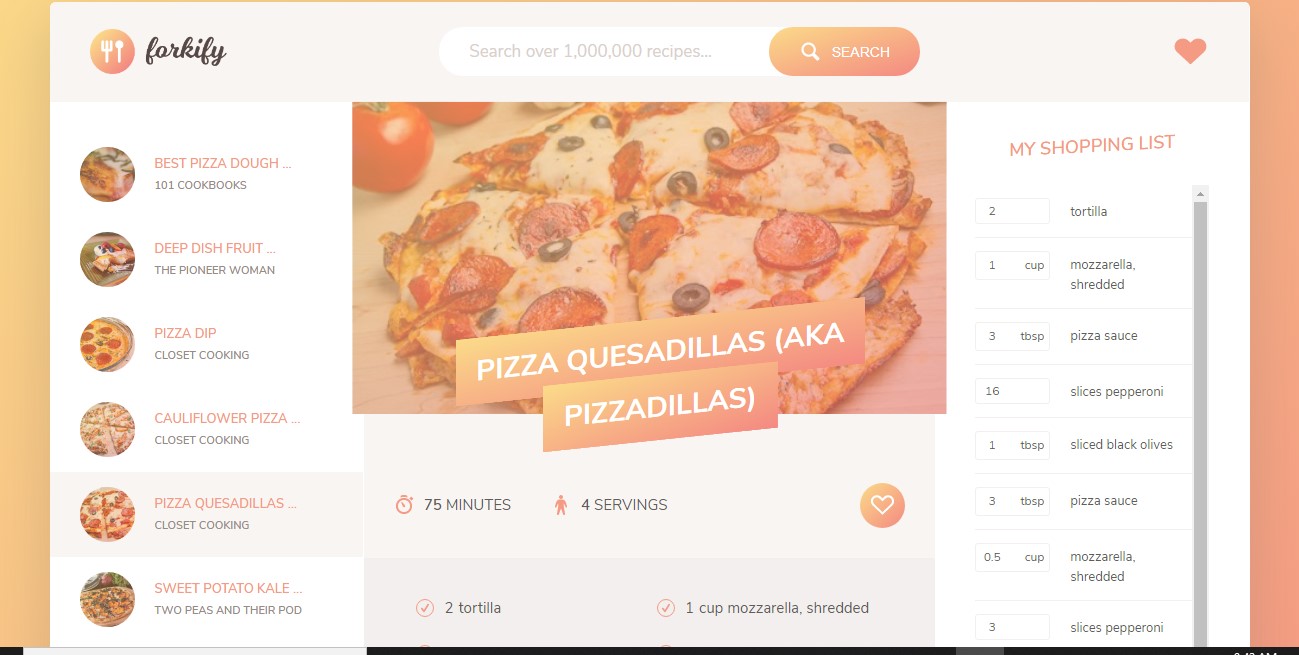 forkify
Search over 1,000,000 recipes...
SEARCH
BEST PIZZA DOUGH ...
101 COOKBOOKS
DEEP DISH FRUIT ...
THE PIONEER WOMAN
PIZZA DIP
CLOSET COOKING
CAULIFLOWER PIZZA ...
CLOSET COOKING
PIZZA QUESADILLAS ...
CLOSET COOKING
SWEET POTATO KALE ...
TWO PEAS AND THEIR POD
PIZZA QUESADILLAS (AKA
PIZZADILLAS)
75 MINUTES
4 SERVINGS
2 tortilla
1 cup mozzarella, shredded
MY SHOPPING LIST
2 tortilla
1 cup mozzarella,
shredded
3 tbsp pizza sauce
16 slices pepperoni
1 tbsp sliced black olives
3 tbsp pizza sauce
0.5 cup mozzarella,
shredded
3 slices pepperoni